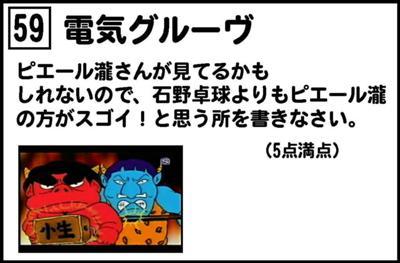 59 電気グルーヴ
ピエール瀧さんが見てるかも
しれないので、石野卓球よりもピエール瀧
の方がスゴイ！と思う所を書きなさい。
（5点満点）
小生